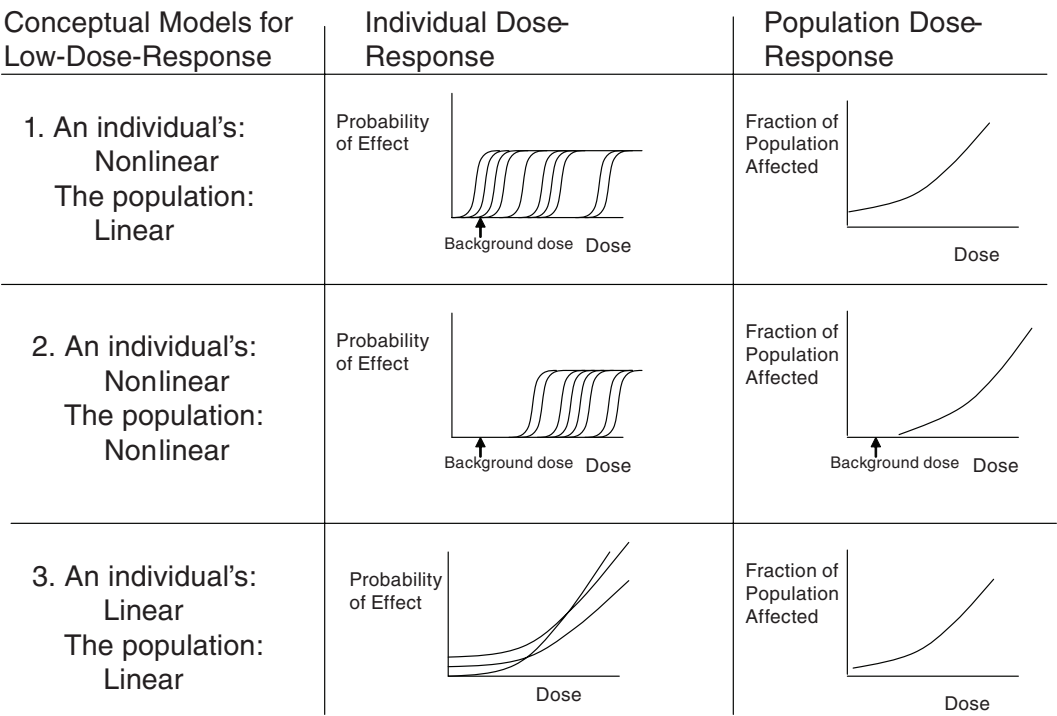 Conceptual Models for
Low-Dose-Response
Individual Dose-
Response
Population Dose-
Response
1. An individual's:
Nonlinear
The population:
Linear
Probability
of Effect
Background dose Dose
Fraction of
Population
Affected
Dose
2. An individual's:
Nonlinear
The population:
Nonlinear
Probability
of Effect
Background dose Dose
Fraction of
Population
Affected
Background dose Dose
3. An individual's:
Linear
The population:
Linear
Probability
of Effect
Dose
Fraction of
Population
Affected
Dose